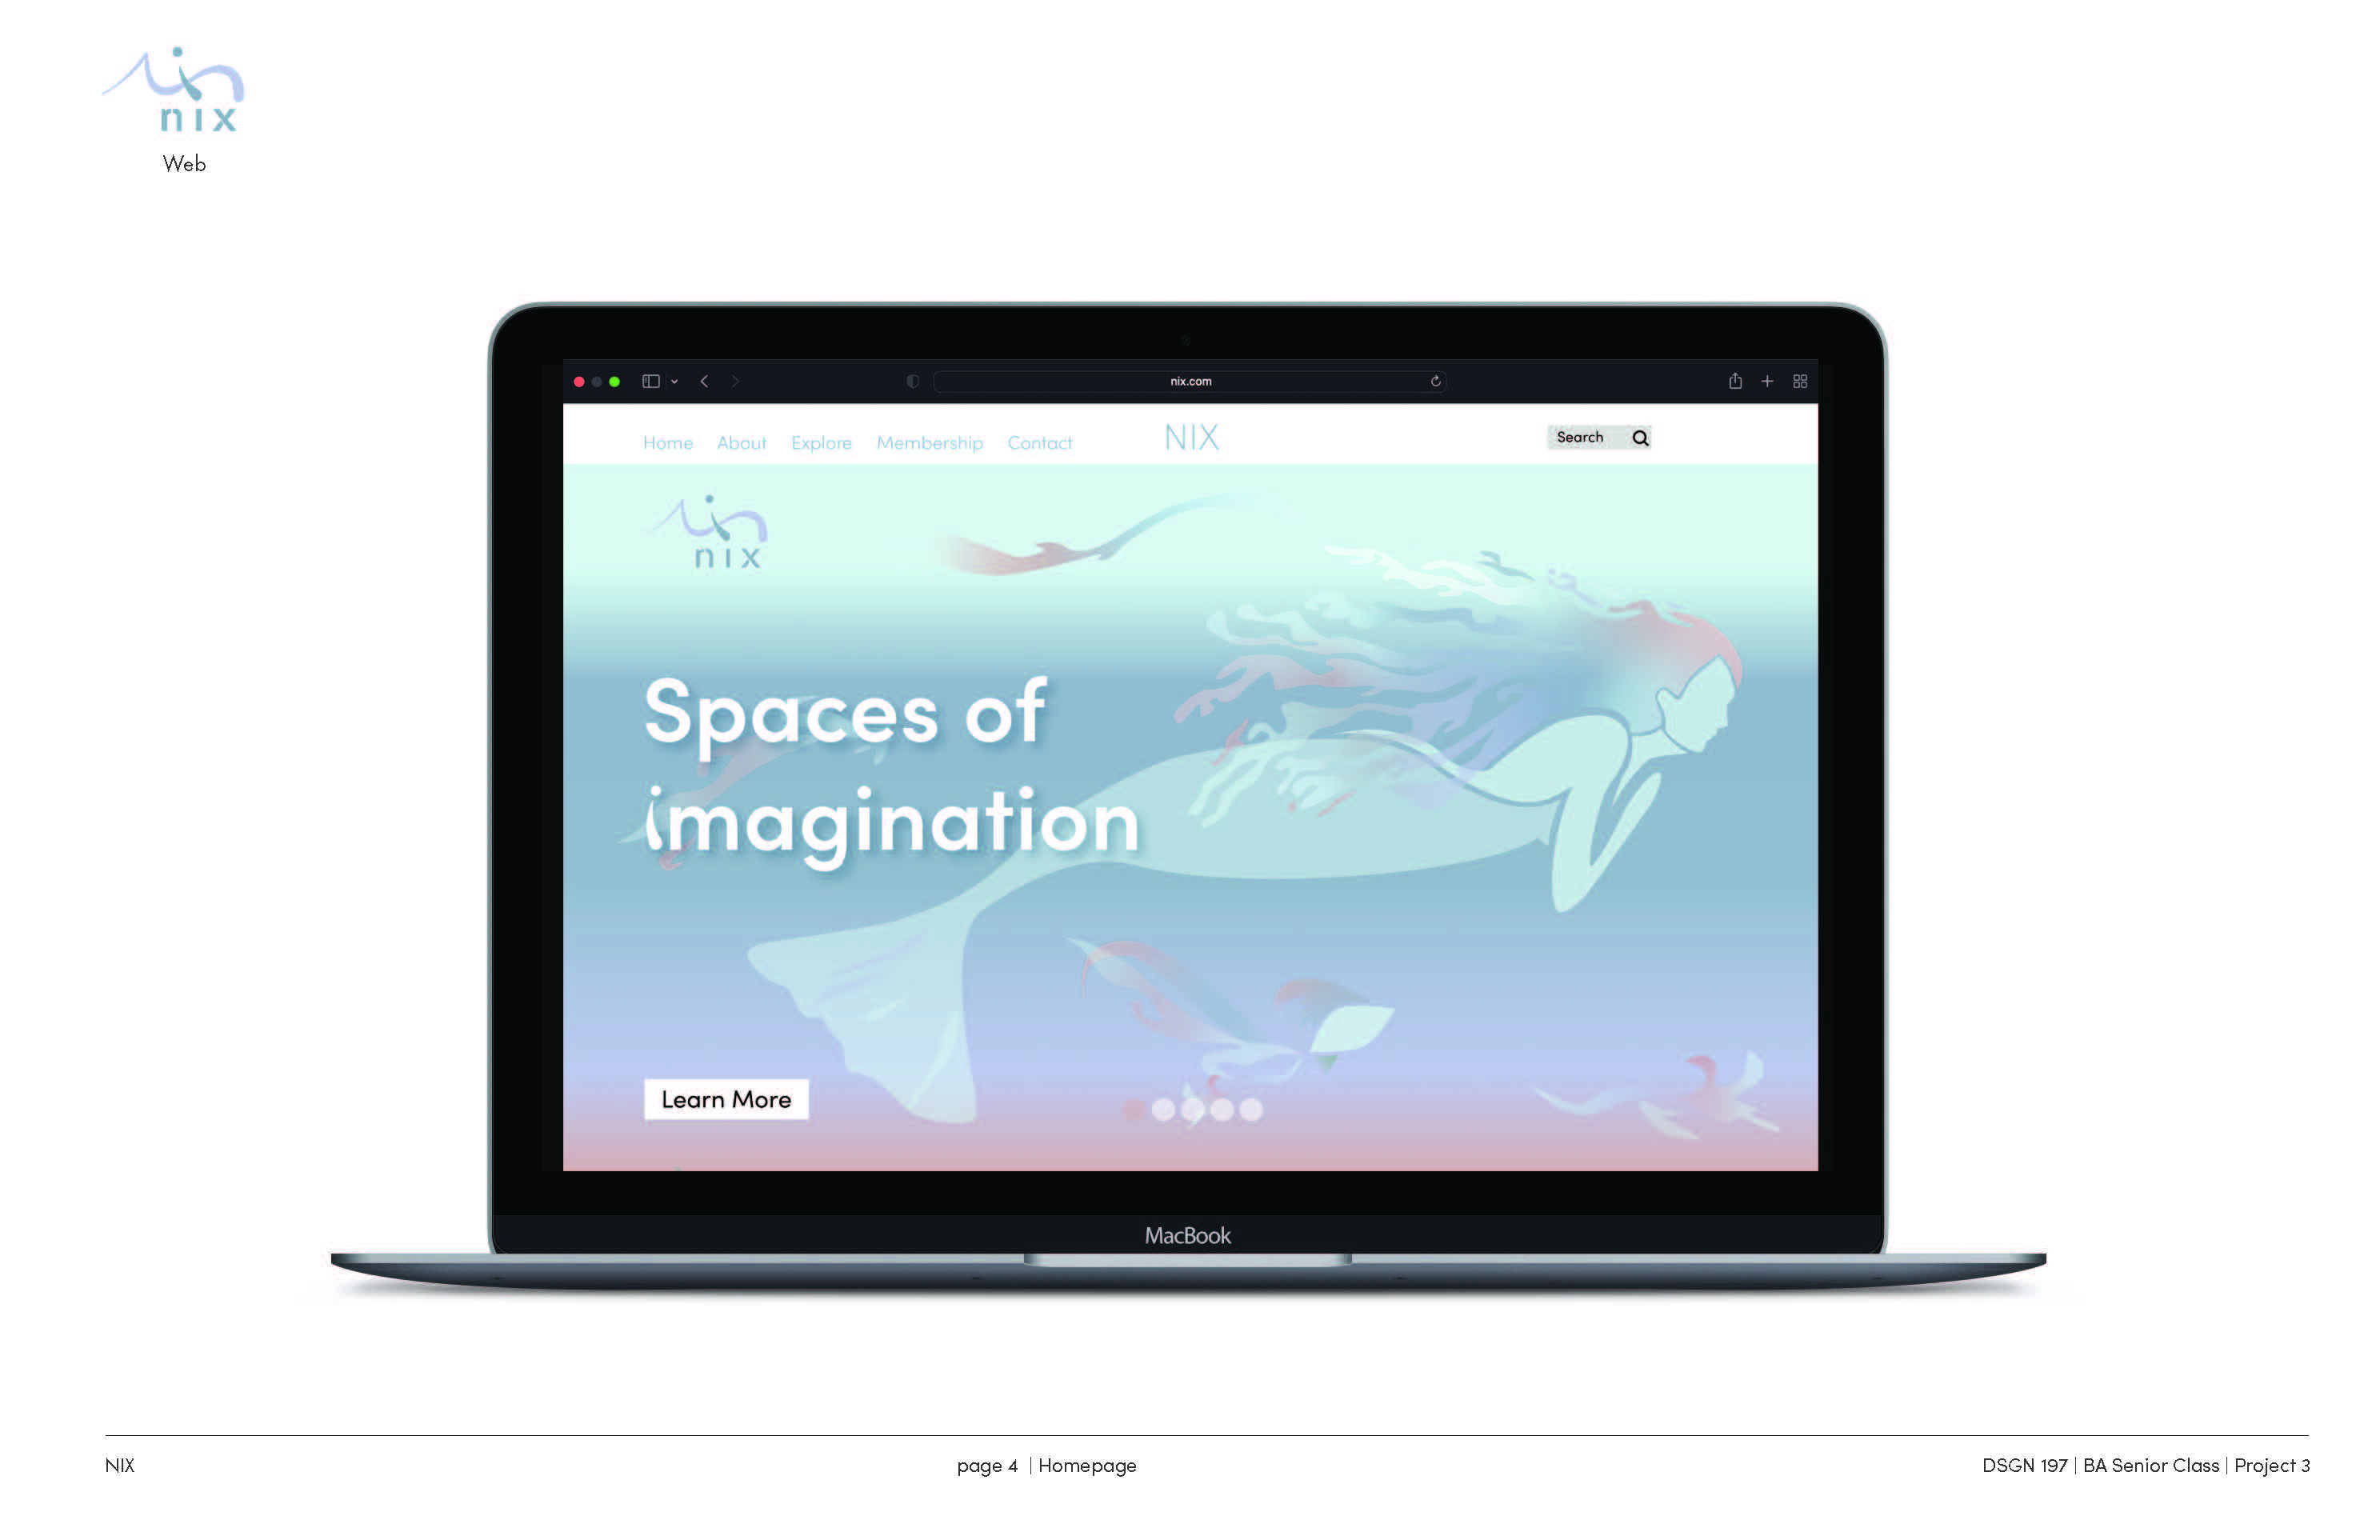 nix
Web
nix.com
Home About Explore Membership Contact NIX Search
nix
Spaces of
imagination
Learn More
MacBook
NIX page 4 | Homepage DSGN 197 | BA Senior Class | Project 3